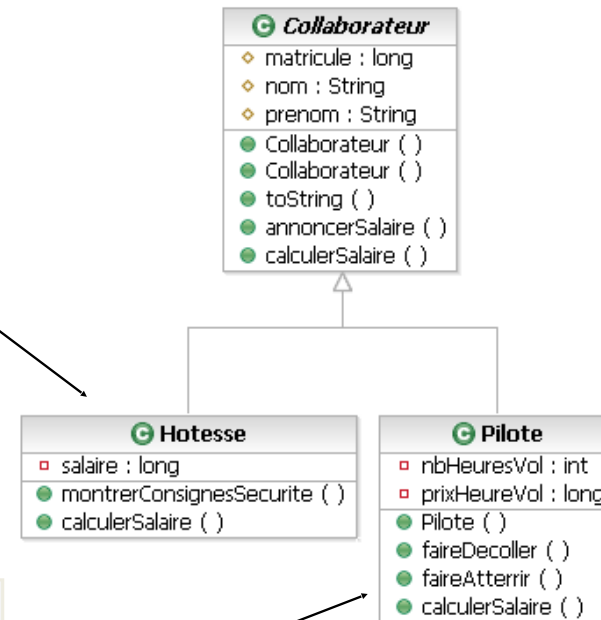 Collaborateur
matricule : long
nom : String
prenom : String
Collaborateur ( )
Collaborateur ( )
toString ( )
annoncerSalaire ( )
calculerSalaire ( )
Hotesse
salaire : long
montrerConsignesSecurite ( )
calculerSalaire ( )
Pilote
nbHeuresVol : int
prixHeureVol : long
Pilote ( )
faireDecoller ( )
faireAtterrir ( )
calculerSalaire ( )